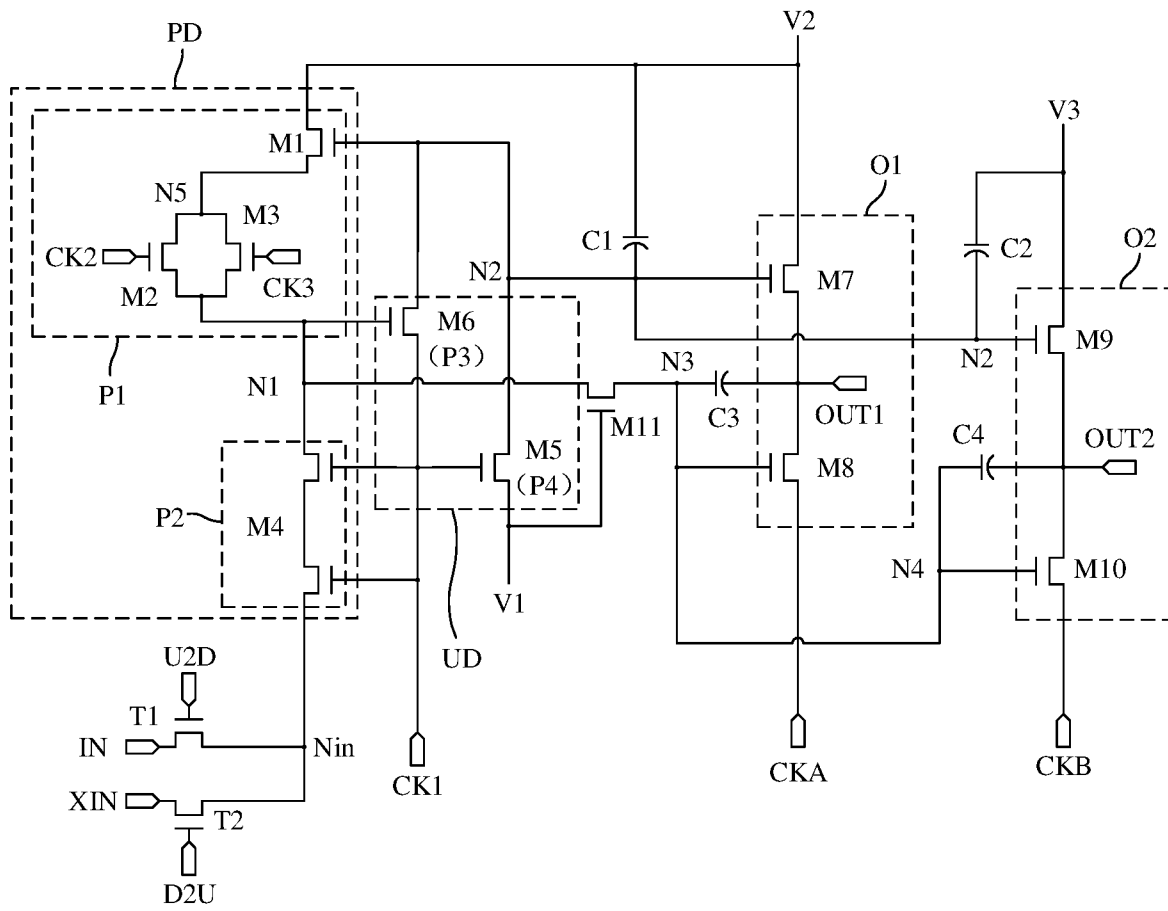 PD
V2
V3
M1
O1
N5
M3
C1
C2
O2
CK2
M2
CK3
N2
M7
M6
(P3)
N2
M9
P1
N1
N3
C3
OUT1
M11
M5
(P4)
M8
C4
OUT2
P2
M4
N4
M10
V1
U2D
UD
T1
IN
Nin
CK1
CKA
CKB
XIN
T2
D2U